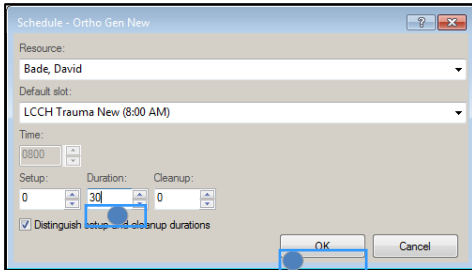 Schedule - Ortho Gen New
Resource:
Bade, David
Default slot:
LCCH Trauma New (8:00 AM)
Time:
0800
Setup: Duration: Cleanup:
0 30 0
Distinguish setup and cleanup durations
OK Cancel